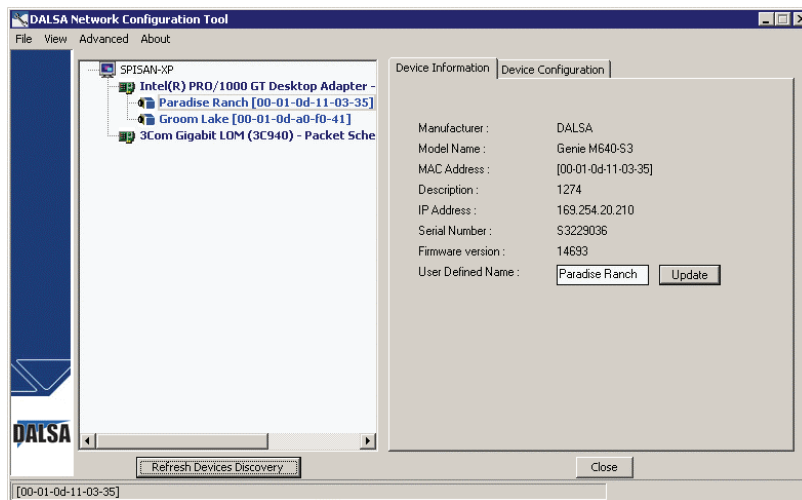 DALSA Network Configuration Tool
File View Advanced About
SPISAN-XP
Intel(R) PRO/1000 GT Desktop Adapter -
Paradise Ranch [00-01-0d-11-03-35]
Groom Lake [00-01-0d-a0-f0-41]
3Com Gigabit LOM (3C940) - Packet Sche
Device Information Device Configuration
Manufacturer : DALSA
Model Name : Genie M640-S3
MAC Address : [00-01-0d-11-03-35]
Description : 1274
IP Address : 169.254.20.210
Serial Number : S3229036
Firmware version : 14693
User Defined Name : Paradise Ranch Update
DALSA
Refresh Devices Discovery
Close
[00-01-0d-11-03-35]